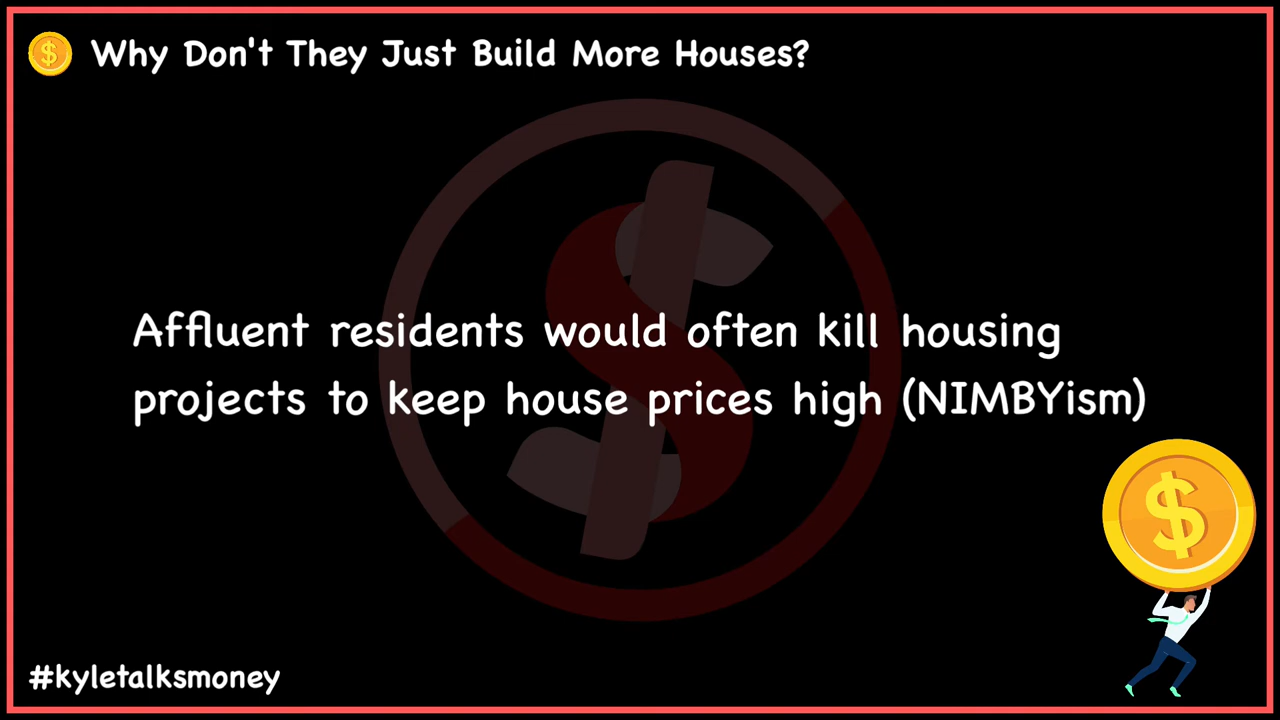 Why Don't They Just Build More Houses?
Affluent residents would often kill housing
projects to keep house prices high (NIMBYism)
#kyletalksmoney